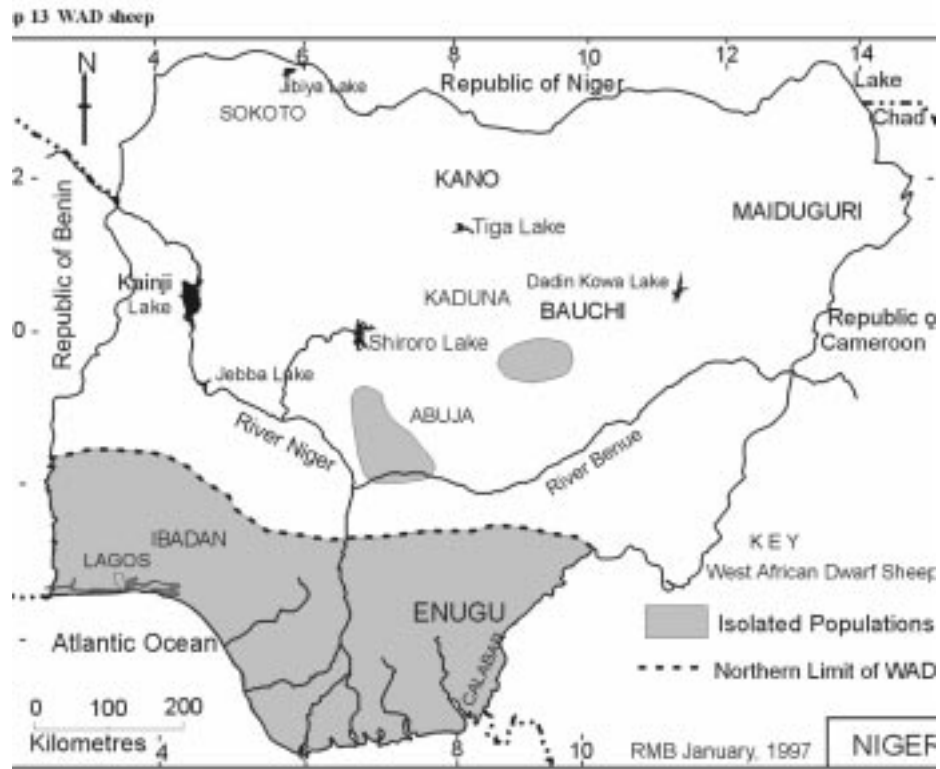 p 13 WAD sheep
N
4 6 8 10 12 14
Republic of Niger
Lake
Chad
Jibiya Lake
SOKOTO
2 -
KANO
MAIDUGURI
Republic of Benin
Tiga Lake
Kainji
Lake
Dadin Kowa Lake
KADUNA
BAUCHI
0 -
Shiroro Lake
Republic o
Cameroon
Jebba Lake
ABUJA
River Niger
River Benue
IBADAN
LAGOS
KEY
West African Dwarf Sheep
ENUGU
Isolated Populations
Atlantic Ocean
CALABAR
Northern Limit of WAD
0 100 200
Kilometres
4 8 10
RMB January, 1997
NIGER